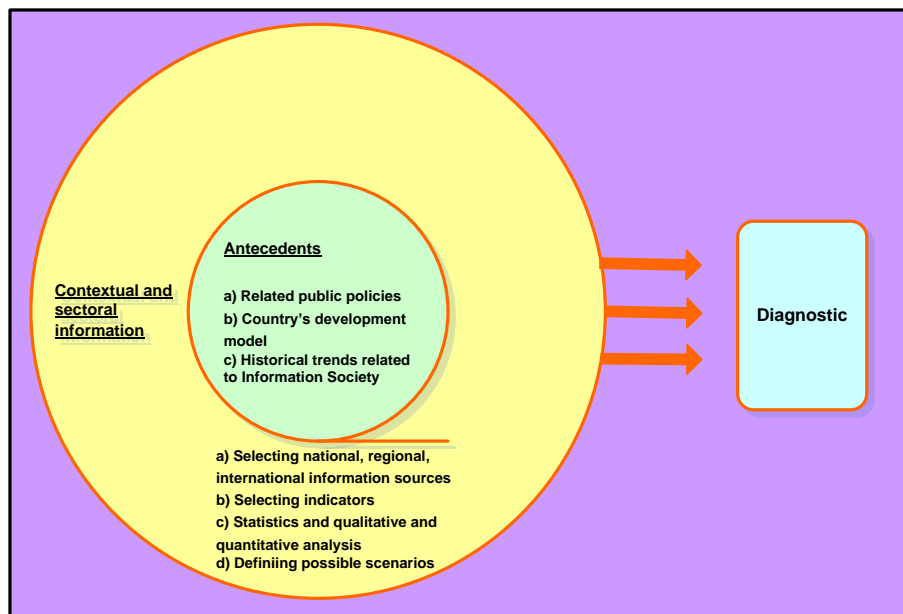 Antecedents
a) Related public policies
b) Country's development
model
c) Historical trends related
to Information Society
Contextual and
sectoral
information
a) Selecting national, regional,
international information sources
b) Selecting indicators
c) Statistics and qualitative and
quantitative analysis
d) Definiing possible scenarios
Diagnostic